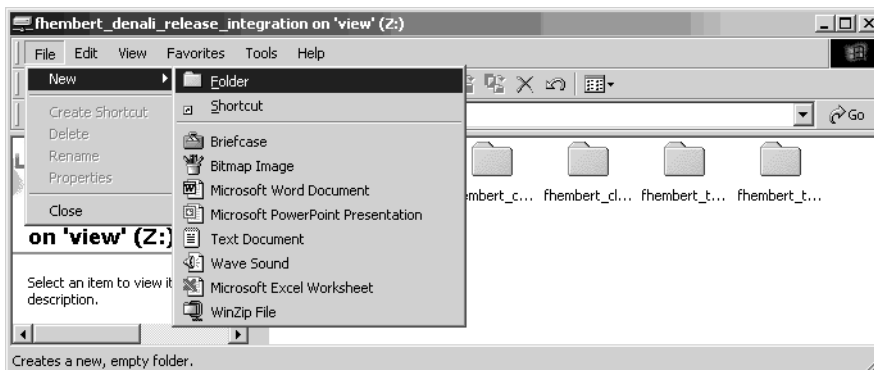 fhembert_denali_release_integration on 'view' (Z:)
File Edit View Favorites Tools Help
New
Folder
Shortcut
Create Shortcut
Delete
Rename
Properties
Close
Briefcase
Bitmap Image
Microsoft Word Document
Microsoft PowerPoint Presentation
Text Document
Wave Sound
Microsoft Excel Worksheet
WinZip File
Go
fhembert_cl... fhembert_t... fhembert_t...
on 'view' (Z:)
Select an item to view
description.
Creates a new, empty folder.